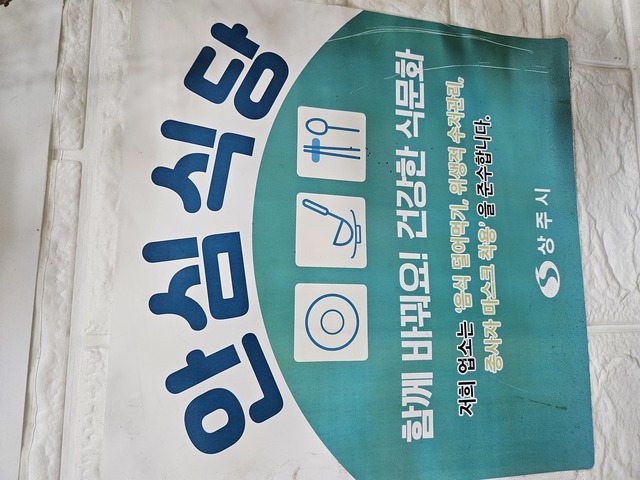 안심식당
함께 바꿔요! 건강한 식문화
저희 업소는 '음식 덜어먹기, 위생적 수저관리,
종사자 마스크 착용'을 준수합니다.
상주시